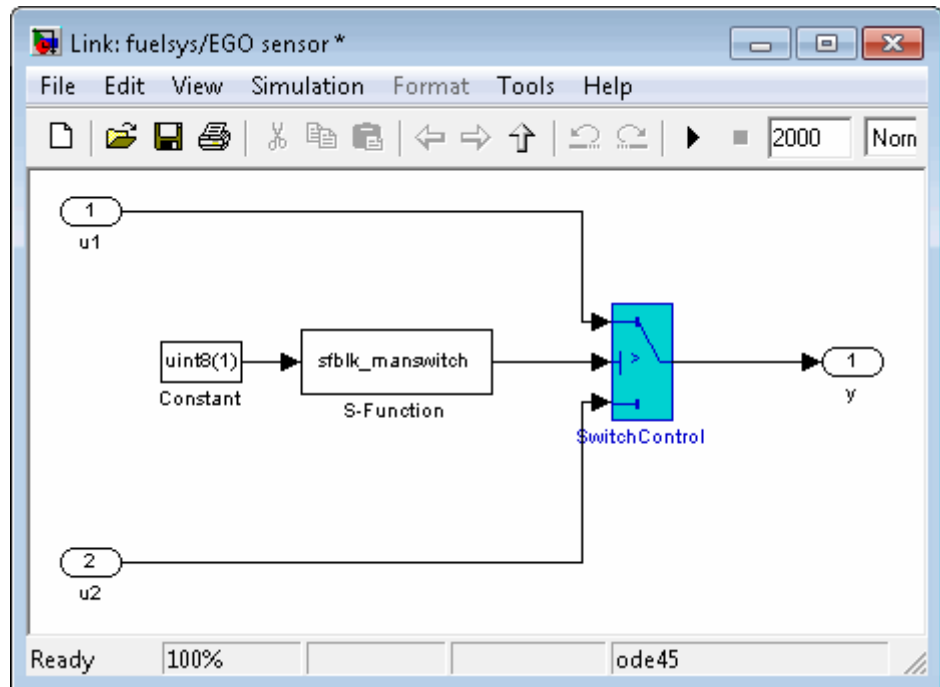 Link: fuelsys/EGO sensor *
File Edit View Simulation Format Tools Help
2000 Norn
1
u1
uint8(1)
Constant
sfblk_manswitch
S-Function
>
SwitchControl
1
y
2
u2
Ready 100% ode45